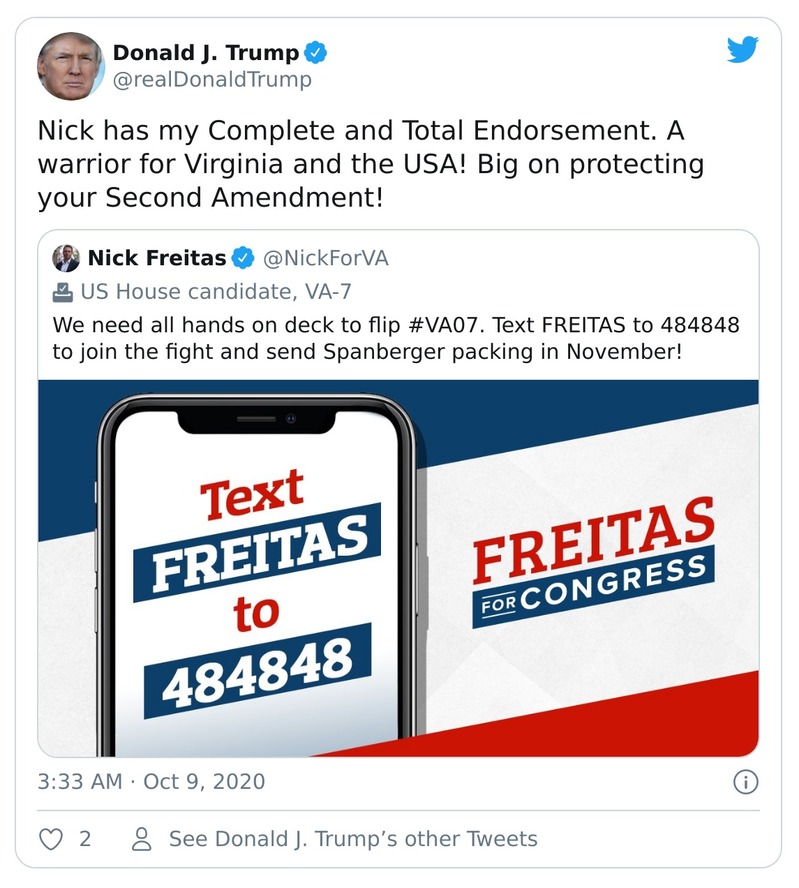 Donald J. Trump
@realDonaldTrump
Nick has my Complete and Total Endorsement. A
warrior for Virginia and the USA! Big on protecting
your Second Amendment!
Nick Freitas @NickForVA
US House candidate, VA-7
We need all hands on deck to flip #VA07. Text FREITAS to 484848
to join the fight and send Spanberger packing in November!
Text
FREITAS
to
484848
FREITAS
FOR CONGRESS
3:33 AM · Oct 9, 2020
2 See Donald J. Trump’s other Tweets